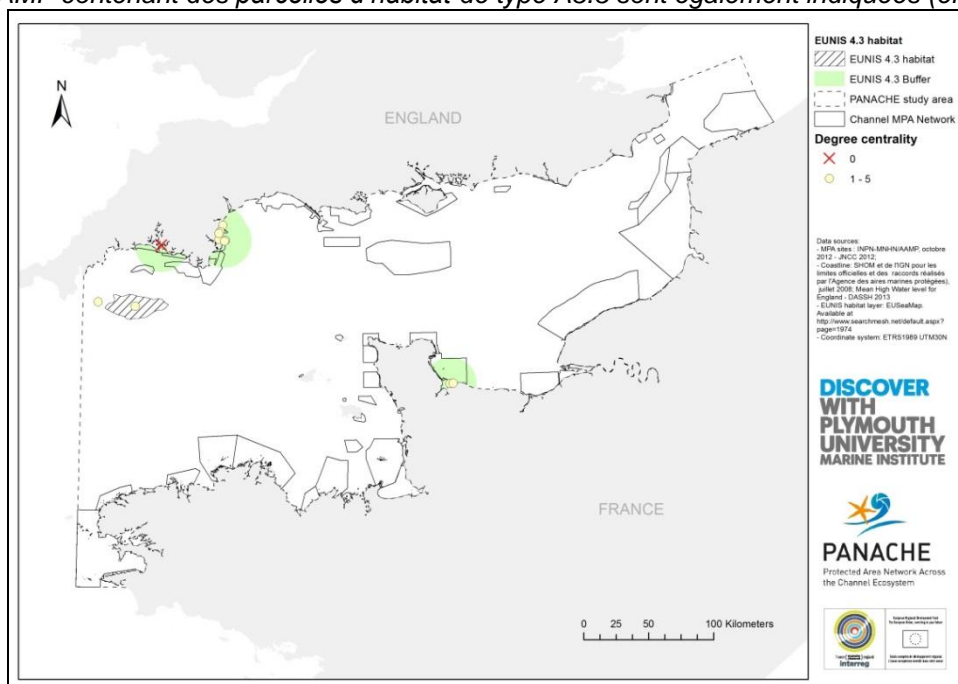 AMP contenant des parcelles d'habitat de type A5.3 sont également indiquées (en
N
ENGLAND
FRANCE
0 25 50 100 Kilometers
EUNIS 4.3 habitat
EUNIS 4.3 habitat
EUNIS 4.3 Buffer
PANACHE study area
Channel MPA Network
Degree centrality
0
1 - 5
Data sources:
- MPA sites : INPN-MNHN/AAMP, octobre
2012 - JNCC 2012;
- Coastline: SHOM et de l'IGN pour les
limites officielles et des raccords réalisés
par l'Agence des aires marines protégées),
juillet 2008; Mean High Water level for
England - DASSH 2013
- EUNIS habitat layer: EUSeaMap.
Available at
http://www.searchmesh.net/default.aspx?
page=1974
- Coordinate system: ETRS1989 UTM30N
DISCOVER
WITH
PLYMOUTH
UNIVERSITY
MARINE INSTITUTE
PANACHE
Protected Area Network Across
the Channel Ecosystem
interreg